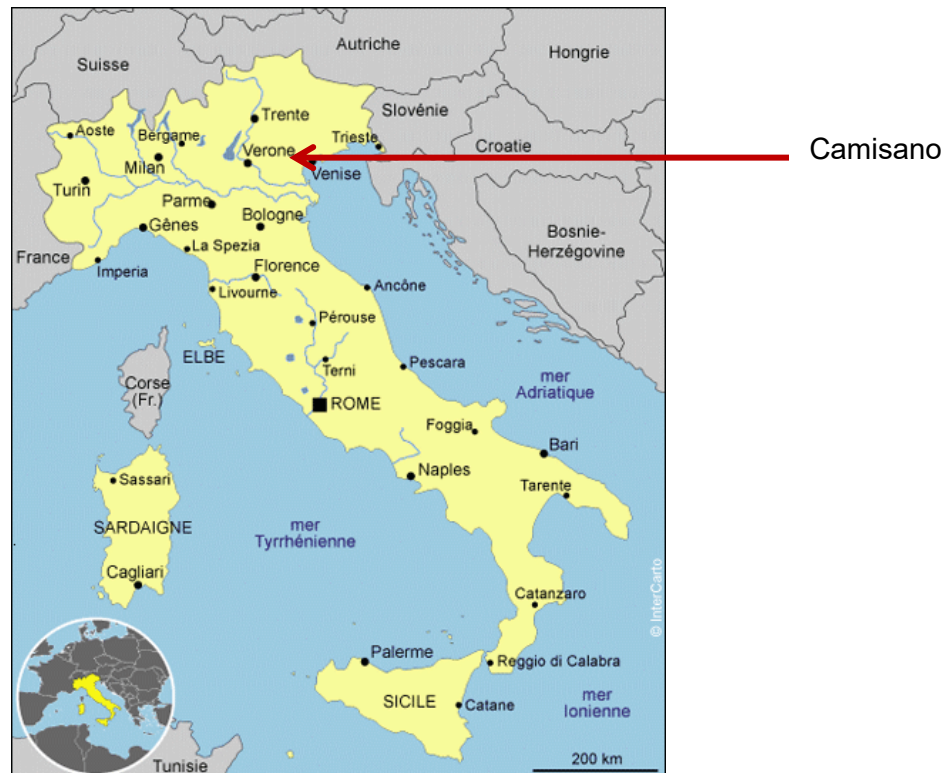 Autriche
Hongrie
Suisse
Slovénie
Trente
Aoste
Bergame
Trieste
Croatie
Camisano
Verone
Milan
Venise
Turin
Parme
Bologne
Gênes
Bosnie-
Herzégovine
La Spezia
France
Florence
Imperia
Livourne
Ancône
Pérouse
ELBE
Terni
Pescara
Corse
(Fr.)
mer
Adriatique
ROME
Foggia
Bari
Naples
Sassari
Tarente
SARDAIGNE
mer
Tyrrhénienne
Cagliari
Catanzaro
© InterCarto
Palerme
Reggio di Calabra
SICILE
Catane
mer
Ionienne
Tunisie
200 km